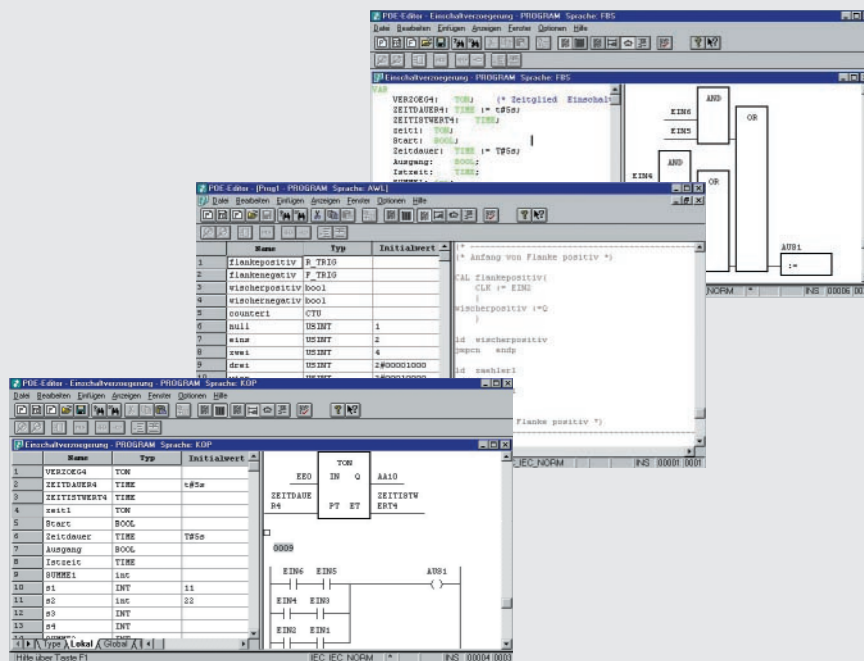 POE-Editor - Einschaltverzoegerung - PROGRAM Sprache: FBS
Datei Bearbeiten Einfügen Anzeigen Fenster Optionen Hilfe
Einschaltverzoegerung - PROGRAM Sprache: FBS
VAR
VERZOEG4: TON; (* Zeitglied Einschalt
ZEITDAUER4: TIME := t#5s;
ZEITISTWERT4: TIME;
zeit1: TON;
Start: BOOL;
Zeitdauer: TIME := T#5s;
Ausgang: BOOL;
Istzeit: TIME;
AND
OR
EIN6
EIN5
AND
EIN4
OR
AUS1
:=
_NORM * INS 00006
POE-Editor - [Prog1 - PROGRAM Sprache: AWL]
Datei Bearbeiten Einfügen Anzeigen Fenster Optionen Hilfe
Name Typ Initialwert
1 flankepositiv R_TRIG
2 flankenegativ F_TRIG
3 wischerpositiv bool
4 wischernegativ bool
5 counter1 CTU
6 null USINT 1
7 eins USINT 2
8 zwei USINT 4
9 drei USINT 2#00001000
(* Anfang von Flanke positiv *)
CAL flankepositiv(
CLK := EIN2
)
wischerpositiv :=Q
)
ld wischerpositiv
jmpcn endp
ld zaehler1
Flanke positiv *)
_IEC_NORM INS 00001 0001
POE-Editor - Einschaltverzoegerung - PROGRAM Sprache: KOP
Datei Bearbeiten Einfügen Anzeigen Fenster Optionen Hilfe
Einschaltverzoegerung - PROGRAM Sprache: KOP
Name Typ Initialwert
1 VERZOEG4 TON
2 ZEITDAUER4 TIME t#5s
3 ZEITISTWERT4 TIME
4 zeit1 TON
5 Start BOOL
6 Zeitdauer TIME T#5s
7 Ausgang BOOL
8 Istzeit TIME
9 SUMME1 int
10 s1 INT 11
11 s2 int 22
12 s3 INT
13 s4 INT
Type Lokal Global
TON
EE0 IN Q AA10
ZEITDAUE ZEITISTW
R4 PT ET ERT4
0009
EIN6 EIN5 AUS1
EIN4 EIN3
EIN2 EIN1
Hilfe über Taste F1 IEC IEC_NORM * INS 00004 0003